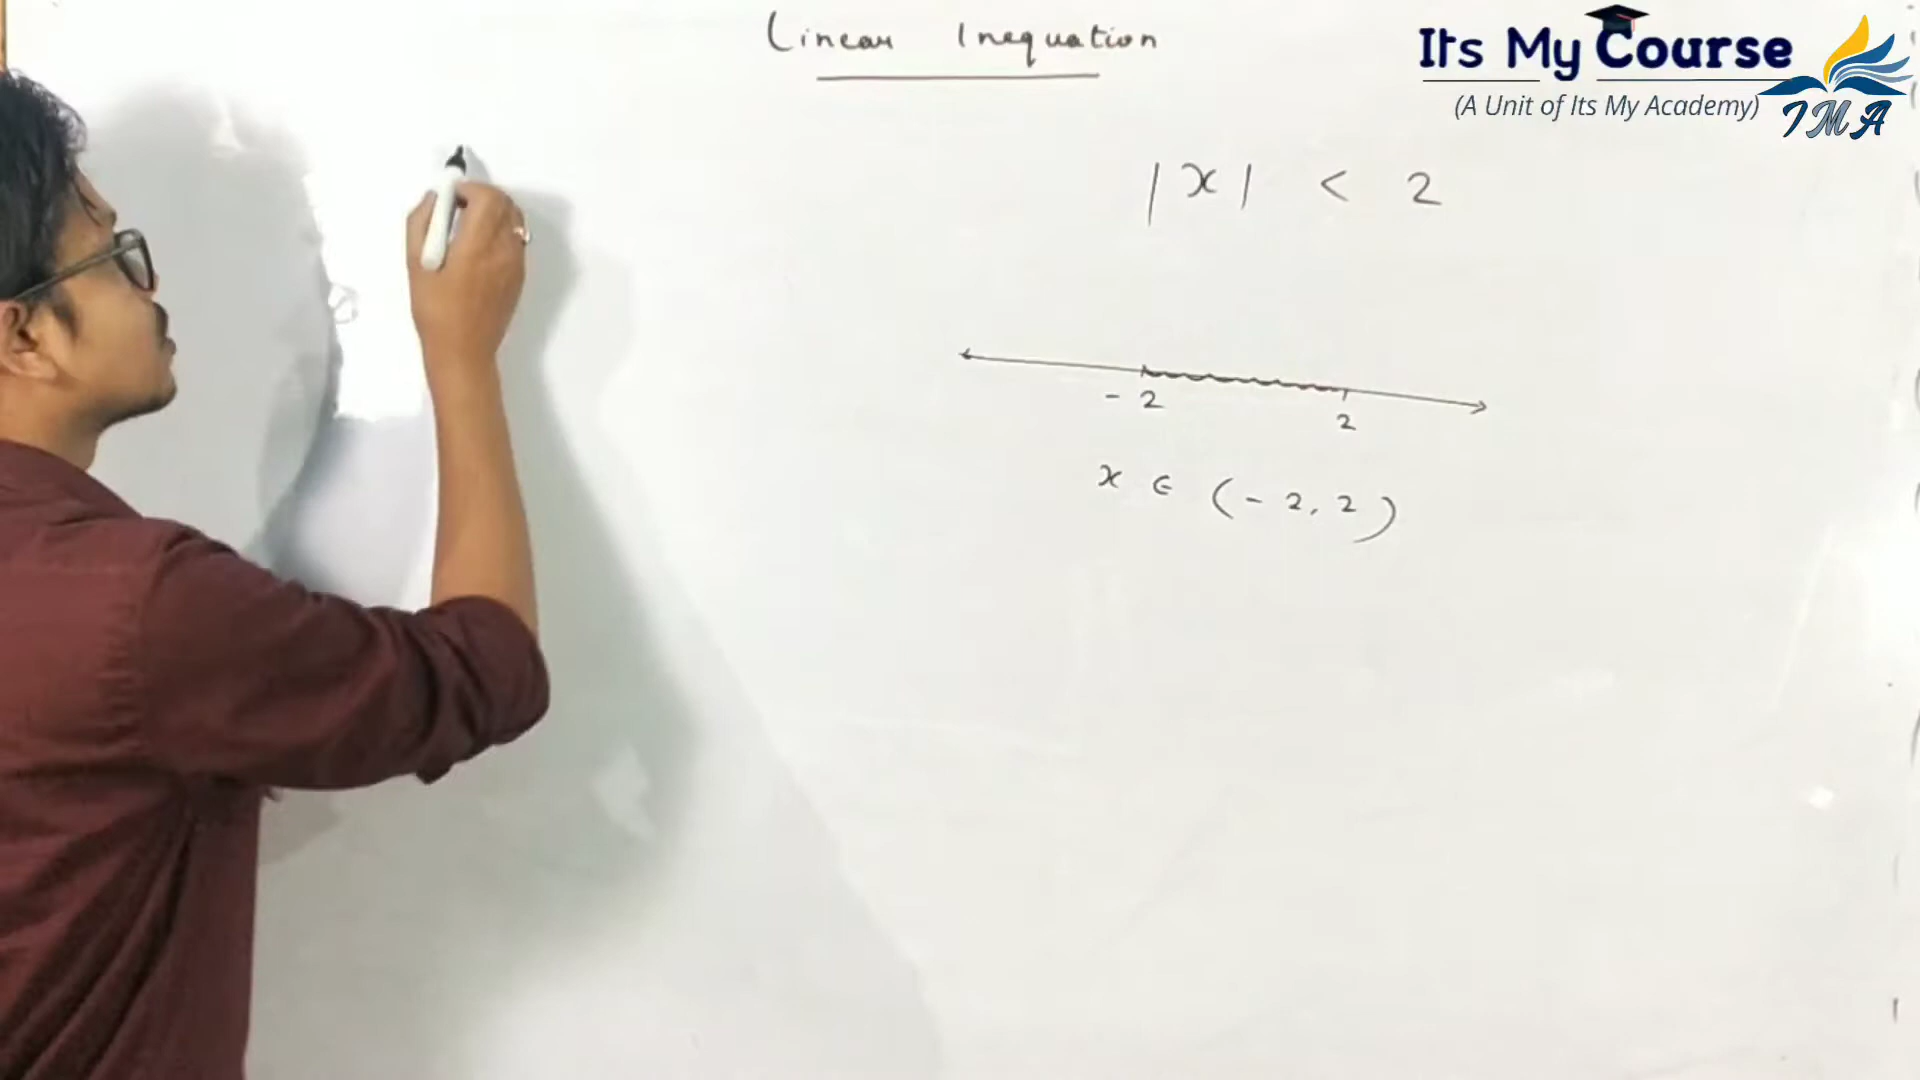 Linear Inequation
Its My Course
(A Unit of Its My Academy)
IMA
|x| < 2
-2 2
x ∈ (-2, 2)